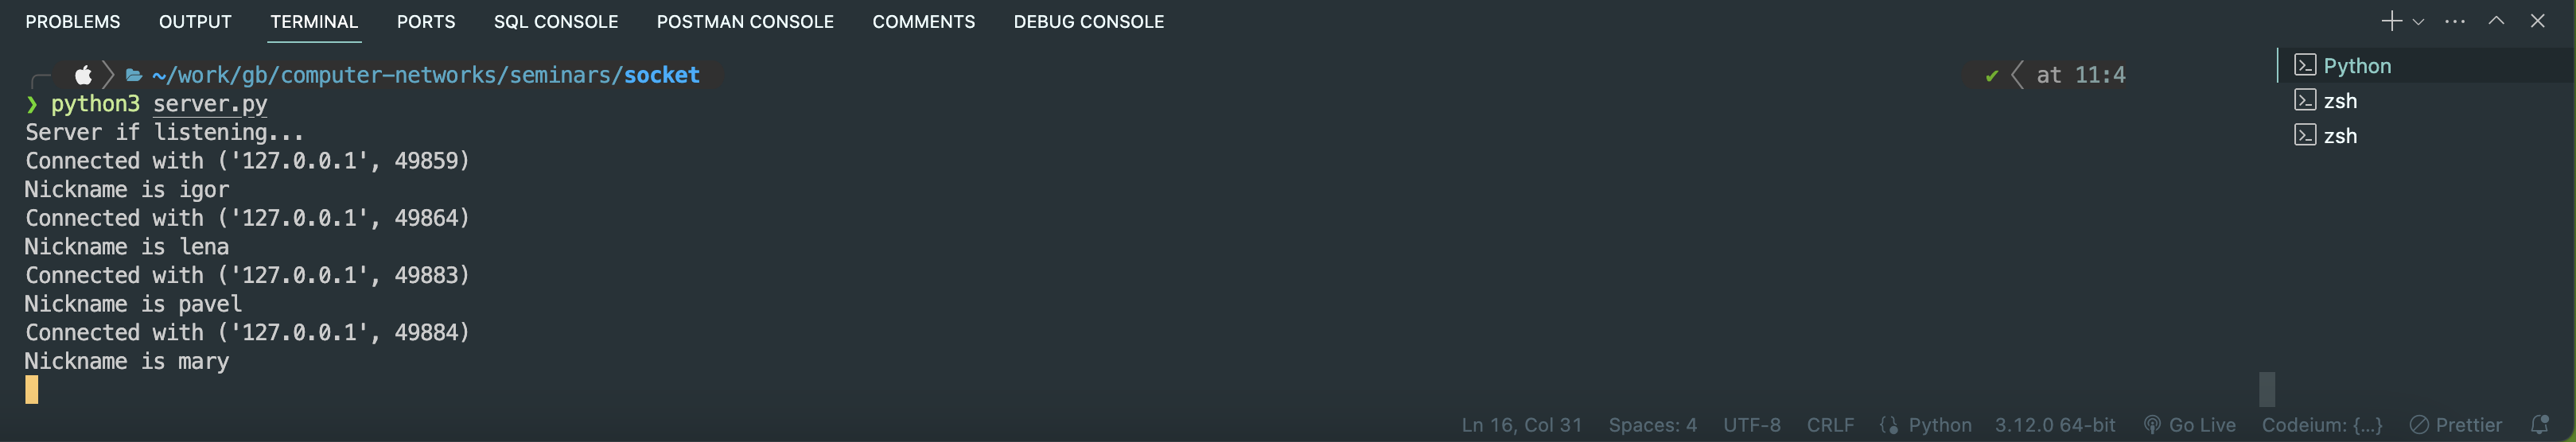 PROBLEMS OUTPUT TERMINAL PORTS SQL CONSOLE POSTMAN CONSOLE COMMENTS DEBUG CONSOLE
~/work/gb/computer-networks/seminars/socket ✔ at 11:4
❯ python3 server.py
Server if listening...
Connected with ('127.0.0.1', 49859)
Nickname is igor
Connected with ('127.0.0.1', 49864)
Nickname is lena
Connected with ('127.0.0.1', 49883)
Nickname is pavel
Connected with ('127.0.0.1', 49884)
Nickname is mary
Python
zsh
zsh
Ln 16, Col 31 Spaces: 4 UTF-8 CRLF Python 3.12.0 64-bit Go Live Codeium: {...} Prettier